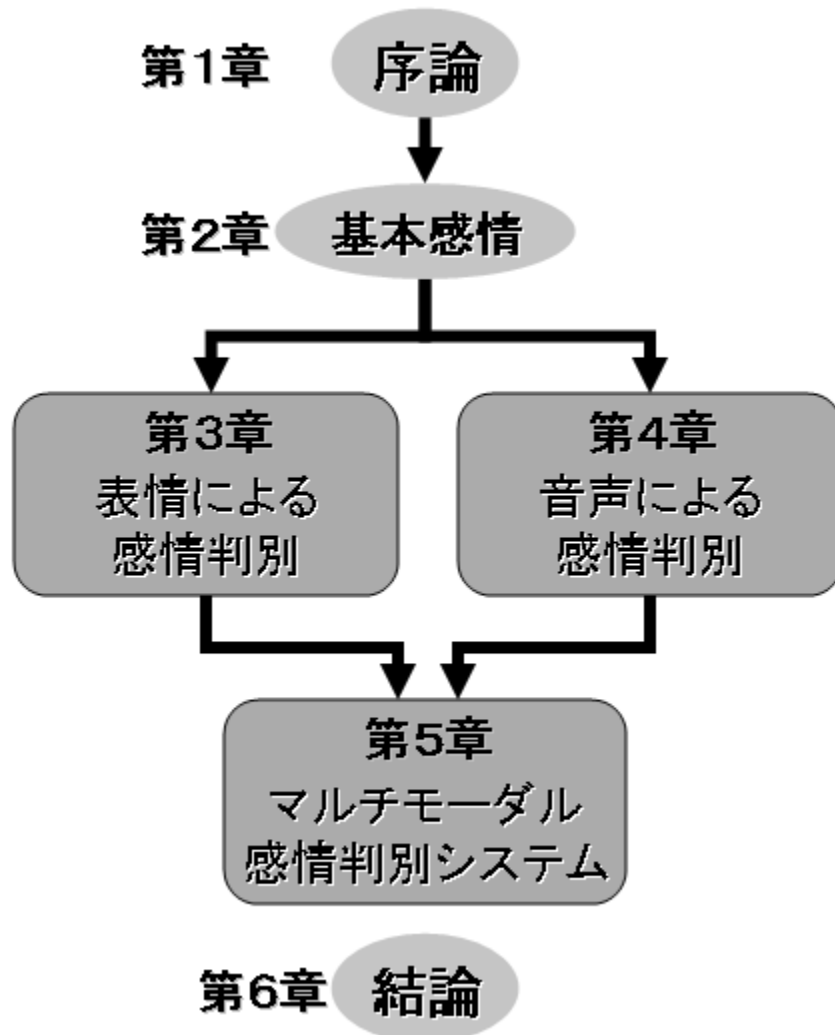 第1章 序論
第2章 基本感情
第3章
表情による
感情判別
第4章
音声による
感情判別
第5章
マルチモーダル
感情判別システム
第6章 結論